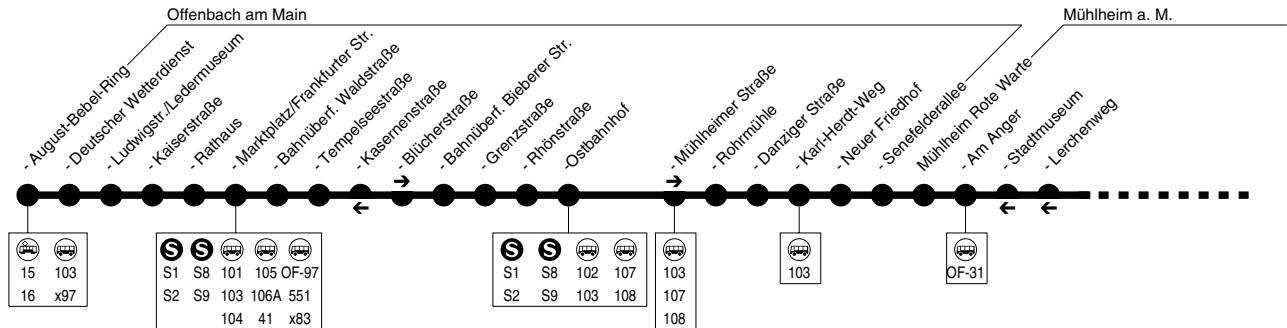 Offenbach am Main
Mühlheim a. M.
- August-Bebel-Ring
- Deutscher Wetterdienst
- Ludwigstr./Ledermuseum
- Kaiserstraße
- Rathaus
- Marktplatz/Frankfurter Str.
- Bahnüberf. Waldstraße
- Tempelseestraße
- Kasernenstraße
- Blücherstraße
- Bahnüberf. Bieberer Str.
- Grenzstraße
- Rhönstraße
-Ostbahnhof
- Mühlheimer Straße
- Rohrmühle
- Danziger Straße
- Karl-Herdt-Weg
- Neuer Friedhof
- Senefelderallee
Mühlheim Rote Warte
- Am Anger
- Stadtmuseum
- Lerchenweg
15 103
16 x97
S S
S1 S8 101 105 OF-97
S2 S9 103 106A 551
104 41 x83
S S
S1 S8 102 107
S2 S9 103 108
103
107
108
103
OF-31